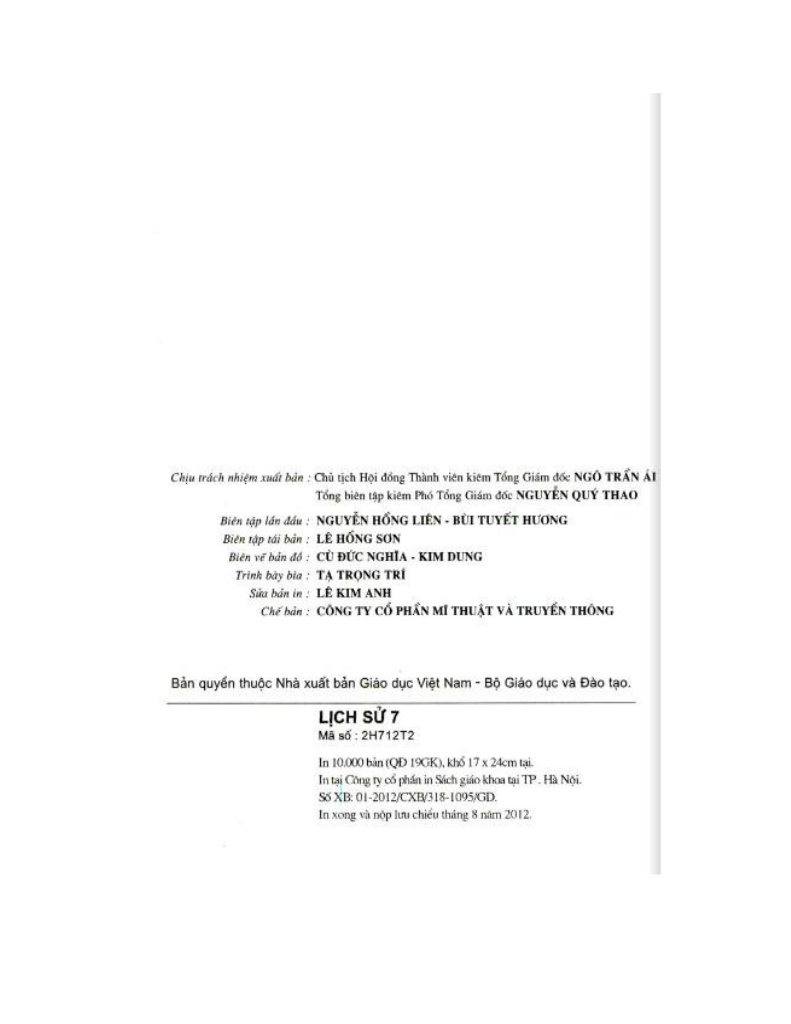 Chịu trách nhiệm xuất bản : Chủ tịch Hội đồng Thành viên kiêm Tổng Giám đốc NGÔ TRẦN ÁI
Tổng biên tập kiêm Phó Tổng Giám đốc NGUYỄN QUÝ THAO
Biên tập lần đầu : NGUYỄN HỒNG LIÊN - BÙI TUYẾT HƯƠNG
Biên tập tái bản : LÊ HỒNG SƠN
Biên vẽ bản đồ : CÙ ĐỨC NGHĨA - KIM DUNG
Trình bày bìa : TẠ TRỌNG TRÍ
Sửa bản in : LÊ KIM ANH
Chế bản : CÔNG TY CỔ PHẦN MĨ THUẬT VÀ TRUYỀN THÔNG
Bản quyền thuộc Nhà xuất bản Giáo dục Việt Nam - Bộ Giáo dục và Đào tạo.
LỊCH SỬ 7
Mã số : 2H712T2
In 10.000 bản (QĐ 19GK), khổ 17 x 24cm tại.
In tại Công ty cổ phần in Sách giáo khoa tại TP . Hà Nội.
Số XB: 01-2012/CXB/318-1095/GD.
In xong và nộp lưu chiểu tháng 8 năm 2012.